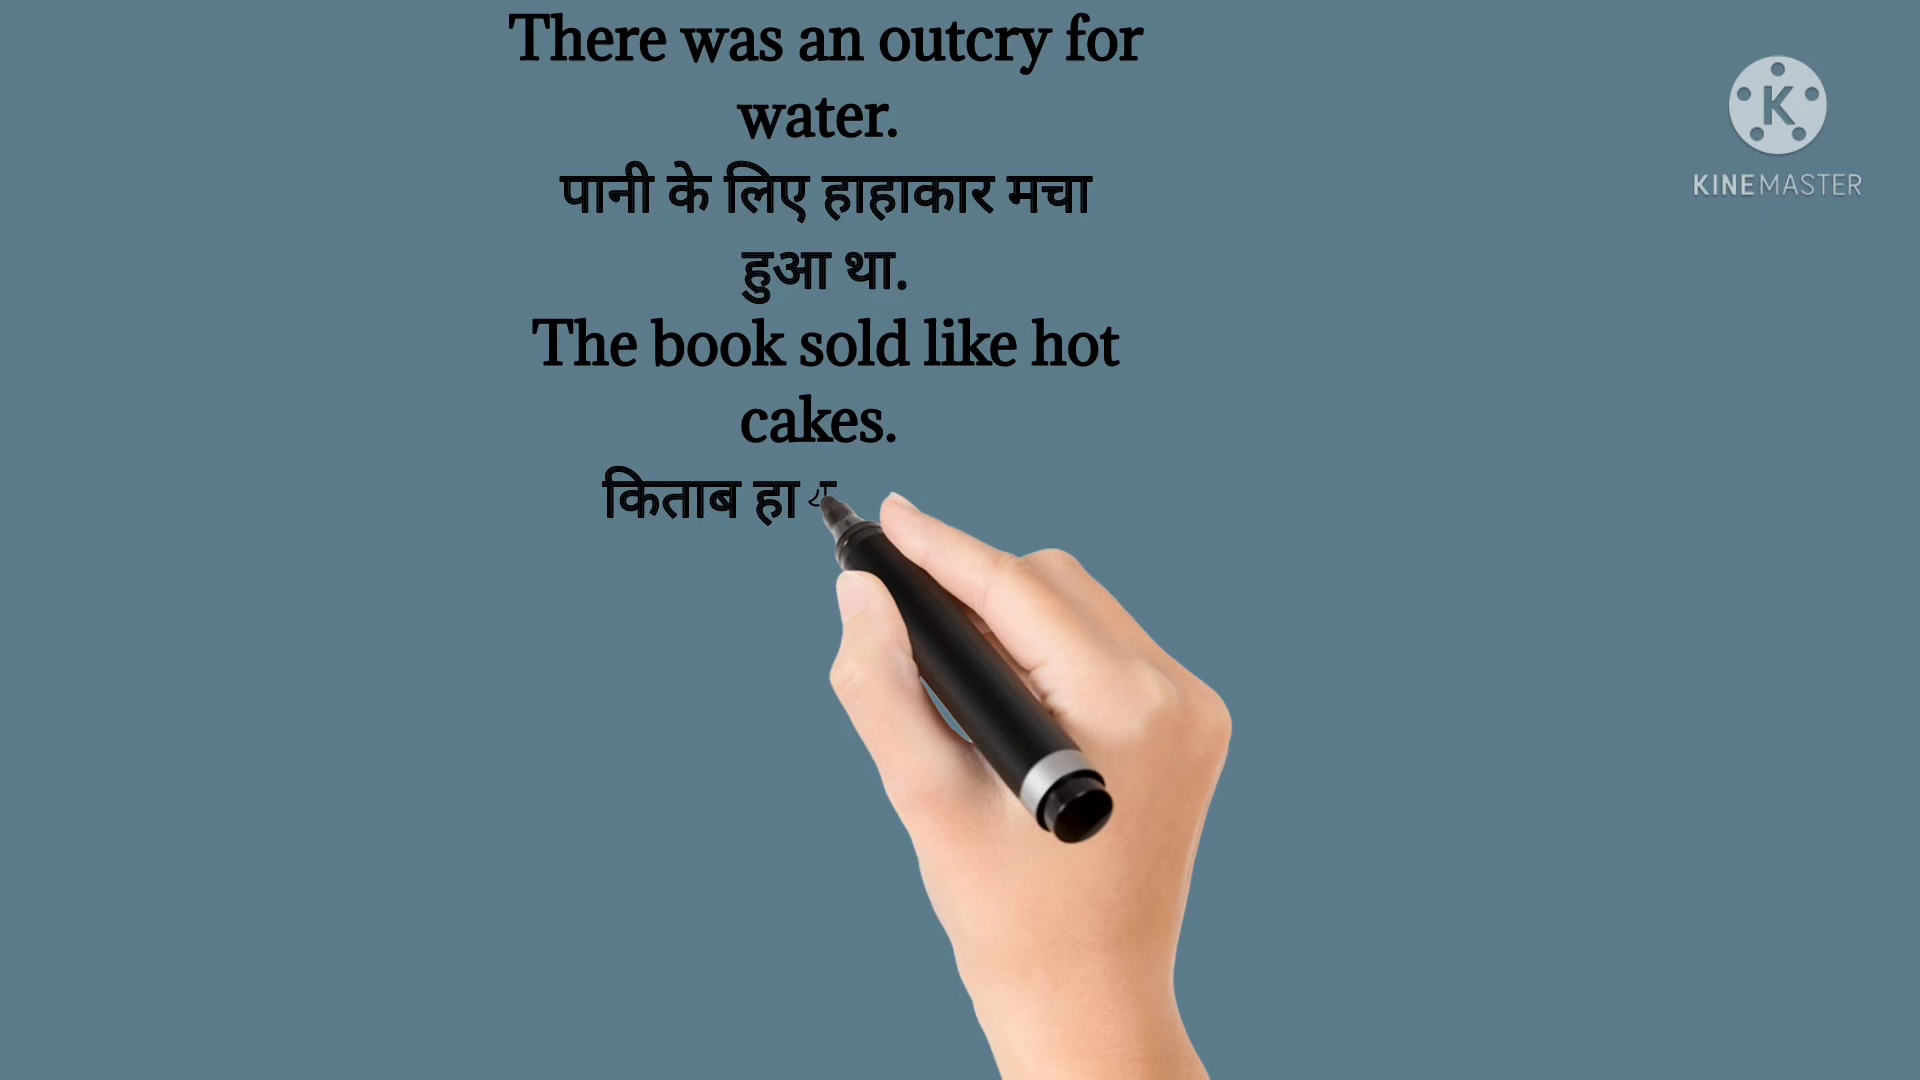 There was an outcry for
water.
पानी के लिए हाहाकार मचा
हुआ था.
The book sold like hot
cakes.
किताब
KINEMASTER